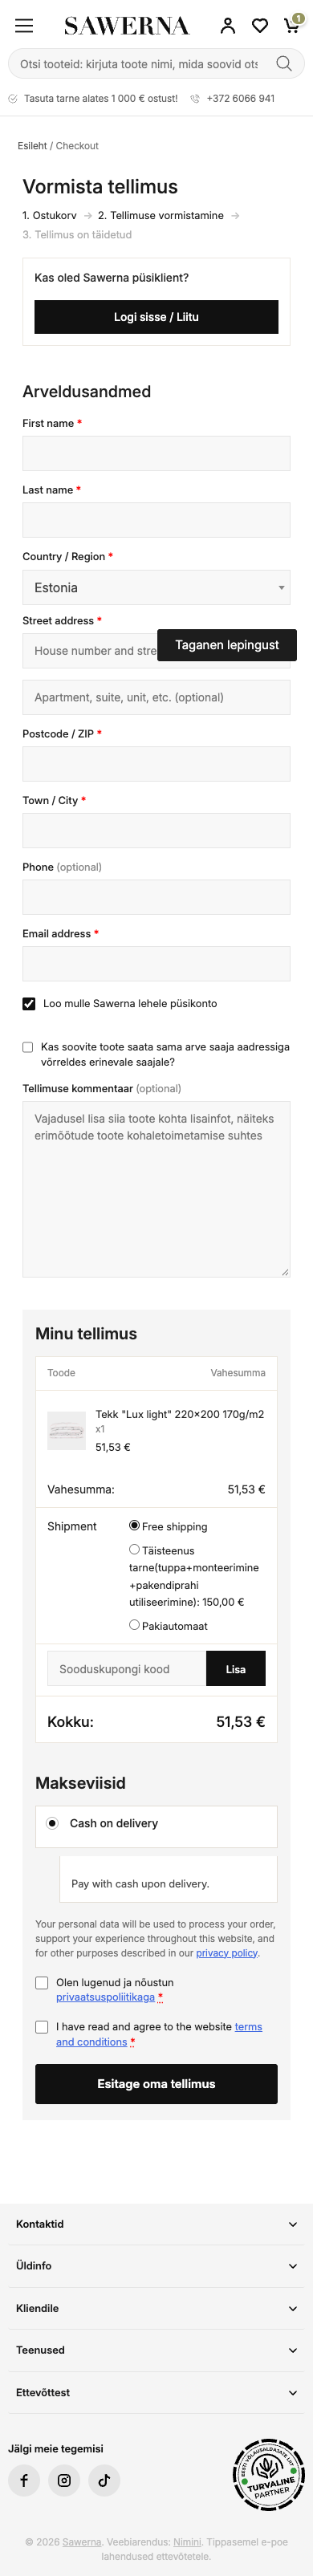 SAWERNA
1
Otsi tooteid: kirjuta toote nimi, mida soovid ots
Tasuta tarne alates 1 000 € ostust!
+372 6066 941
Esileht / Checkout
Vormista tellimus
1. Ostukorv → 2. Tellimuse vormistamine →
3. Tellimus on täidetud
Kas oled Sawerna püsiklient?
Logi sisse / Liitu
Arveldusandmed
First name *
Last name *
Country / Region *
Estonia
Street address *
House number and stre
Taganen lepingust
Apartment, suite, unit, etc. (optional)
Postcode / ZIP *
Town / City *
Phone (optional)
Email address *
Loo mulle Sawerna lehele püsikonto
Kas soovite toote saata sama arve saaja aadressiga
võrreldes erinevale saajale?
Tellimuse kommentaar (optional)
Vajadusel lisa siia toote kohta lisainfot, näiteks
erimõõtude toote kohaletoimetamise suhtes
Minu tellimus
Toode Vahesumma
Tekk "Lux light" 220×200 170g/m2
x1
51,53 €
Vahesumma: 51,53 €
Shipment
Free shipping
Täisteenus
tarne(tuppa+monteerimine
+pakendiprahi
utiliseerimine): 150,00 €
Pakiautomaat
Sooduskupongi kood
Lisa
Kokku: 51,53 €
Makseviisid
Cash on delivery
Pay with cash upon delivery.
Your personal data will be used to process your order,
support your experience throughout this website, and
for other purposes described in our privacy policy.
Olen lugenud ja nõustun
privaatsuspoliitikaga *
I have read and agree to the website terms
and conditions *
Esitage oma tellimus
Kontaktid
Üldinfo
Kliendile
Teenused
Ettevõttest
Jälgi meie tegemisi
EESTI MÖÖBLIMÜÜJATE LIIT
TURVALINE
PARTNER
© 2026 Sawerna. Veebiarendus: Nimini. Tippasemel e-poe
lahendused ettevõtetele.